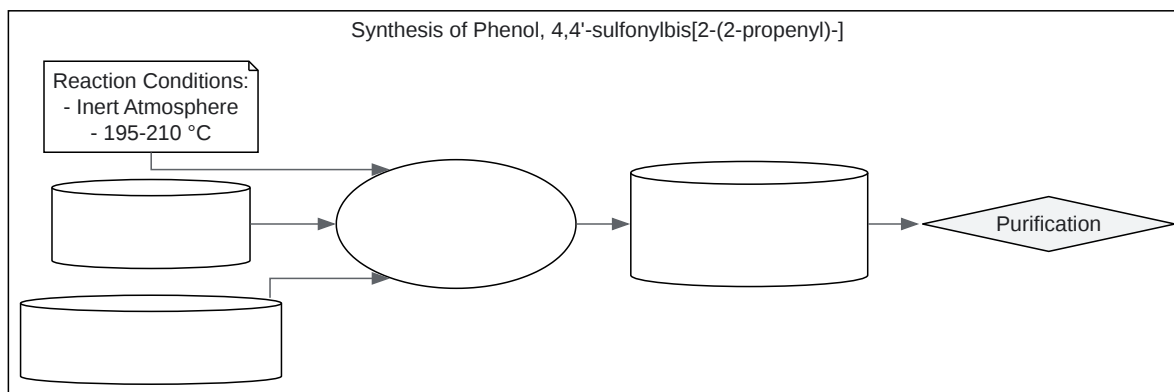 Synthesis of Phenol, 4,4'-sulfonylbis[2-(2-propenyl)-]
Reaction Conditions:
- Inert Atmosphere
- 195-210 °C
Purification